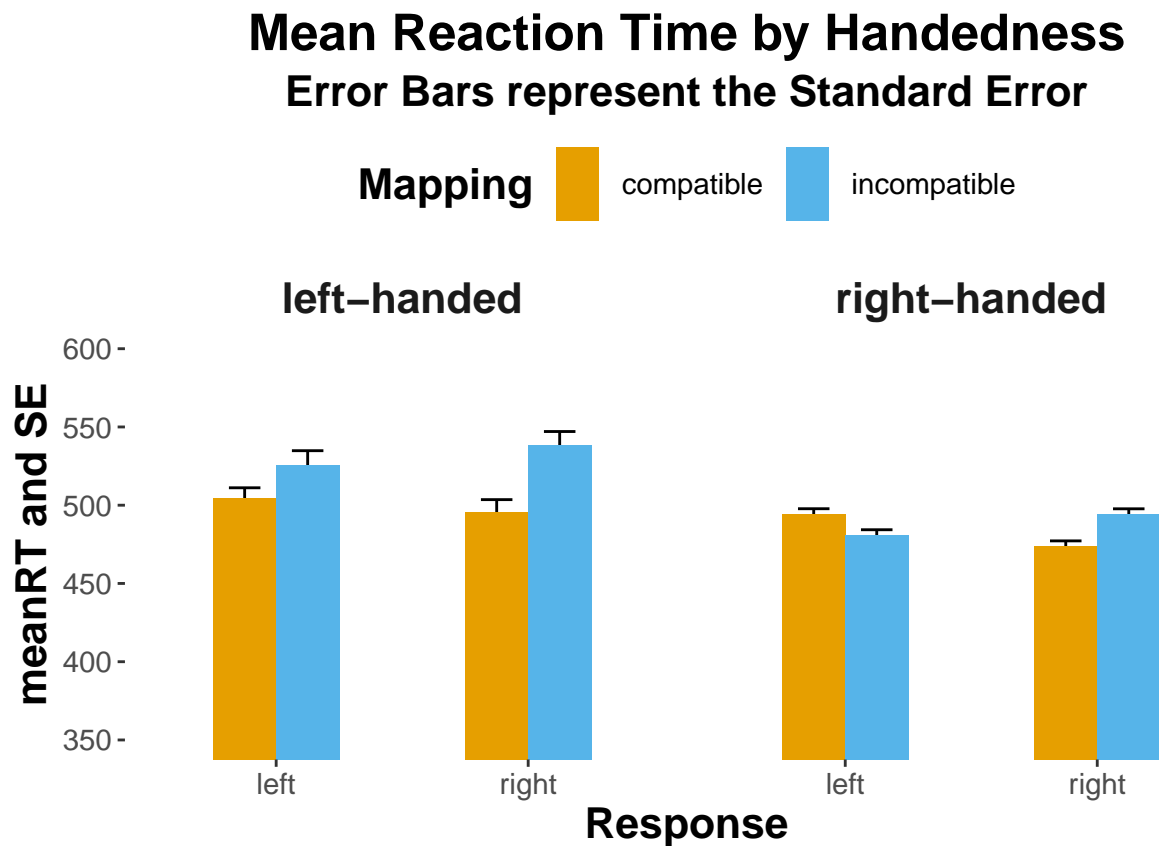 Mean Reaction Time by Handedness
Error Bars represent the Standard Error
Mapping compatible incompatible
left−handed right−handed
meanRT and SE
600
550
500
450
400
350
left right left right
Response